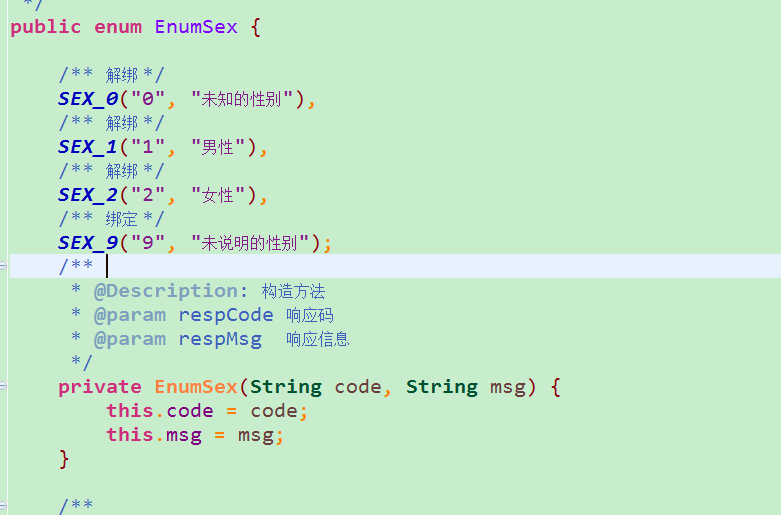 */
public enum EnumSex {
/** 解绑 */
SEX_0("0", "未知的性别"),
/** 解绑 */
SEX_1("1", "男性"),
/** 解绑 */
SEX_2("2", "女性"),
/** 绑定 */
SEX_9("9", "未说明的性别");
/**
* @Description: 构造方法
* @param respCode 响应码
* @param respMsg  响应信息
*/
private EnumSex(String code, String msg) {
this.code = code;
this.msg = msg;
}
/**